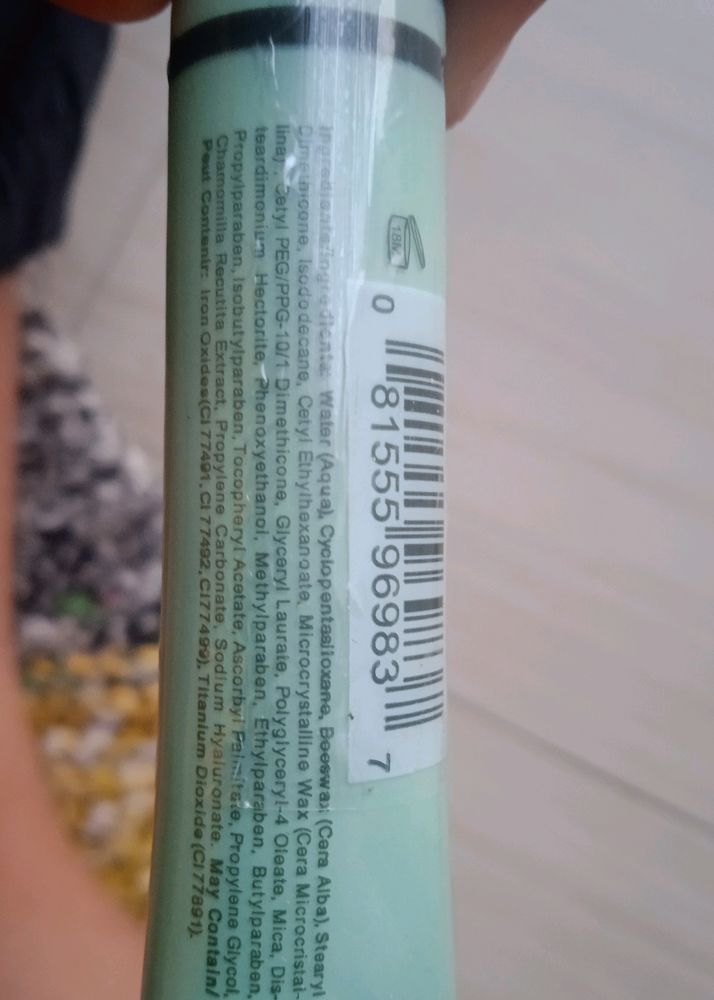 Ingredients/Ingrédients: Water (Aqua), Cyclopentasiloxane, Beeswax (Cera Alba), Stearyl
Dimethicone, Isododecane, Cetyl Ethylhexanoate, Microcrystalline Wax (Cera Microcristal-
lina), Cetyl PEG/PPG-10/1 Dimethicone, Glyceryl Laurate, Polyglyceryl-4 Oleate, Mica, Dis-
teardimonium Hectorite, Phenoxyethanol, Methylparaben, Ethylparaben, Butylparaben,
Propylparaben, Isobutylparaben, Tocopheryl Acetate, Ascorbyl Palmitate, Propylene Glycol,
Chamomilla Recutita Extract, Propylene Carbonate, Sodium Hyaluronate. May Contain/
Peut Contenir: Iron Oxides(CI 77491, CI 77492, CI77499), Titanium Dioxide (CI 77891).
18M
0 81555 96983 7